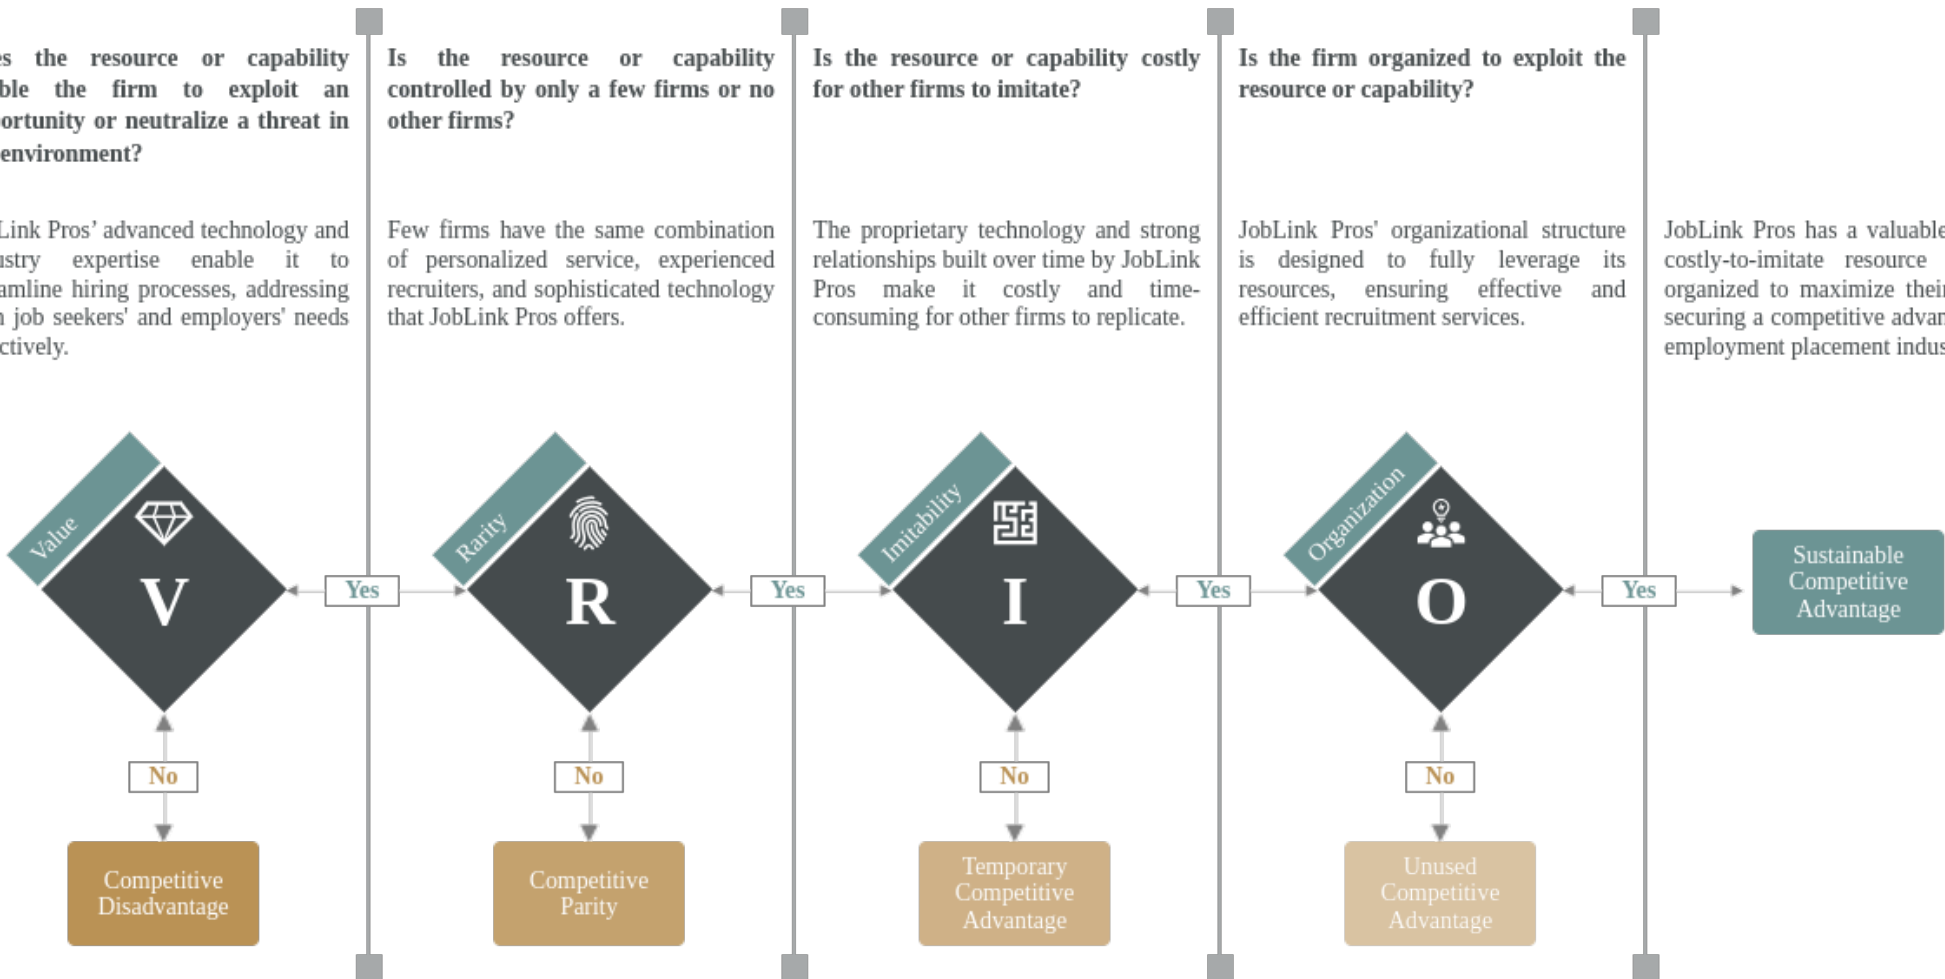 es the resource or capability
ble the firm to exploit an
ortunity or neutralize a threat in
environment?
Link Pros’ advanced technology and
ustry expertise enable it to
amline hiring processes, addressing
h job seekers' and employers' needs
ctively.
Value
V
Yes
No
Competitive
Disadvantage
Is the resource or capability
controlled by only a few firms or no
other firms?
Few firms have the same combination
of personalized service, experienced
recruiters, and sophisticated technology
that JobLink Pros offers.
Rarity
R
Yes
No
Competitive
Parity
Is the resource or capability costly
for other firms to imitate?
The proprietary technology and strong
relationships built over time by JobLink
Pros make it costly and time-
consuming for other firms to replicate.
Imitability
I
Yes
No
Temporary
Competitive
Advantage
Is the firm organized to exploit the
resource or capability?
JobLink Pros' organizational structure
is designed to fully leverage its
resources, ensuring effective and
efficient recruitment services.
Organization
O
Yes
No
Unused
Competitive
Advantage
JobLink Pros has a valuable
costly-to-imitate resource
organized to maximize their
securing a competitive advan
employment placement indus
Sustainable
Competitive
Advantage